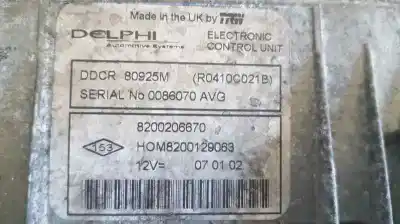 Made in the UK by TRW
DELPHI
Automotive Systems
ELECTRONIC
CONTROL UNIT
DDCR 80925M (R0410C021B)
SERIAL No 0086070 AVG
8200206670
153 HOM8200129063
12V= 07 01 02